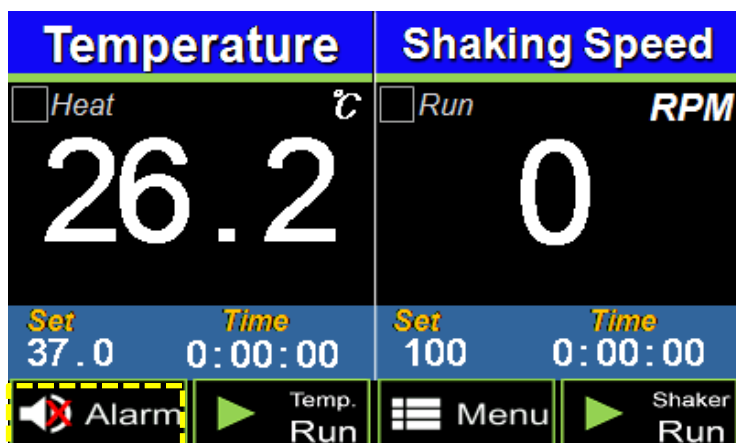 Temperature Shaking Speed
Heat ℃ Run RPM
26.2 0
Set Time Set Time
37.0 0:00:00 100 0:00:00
Alarm Temp. Run Menu Shaker Run